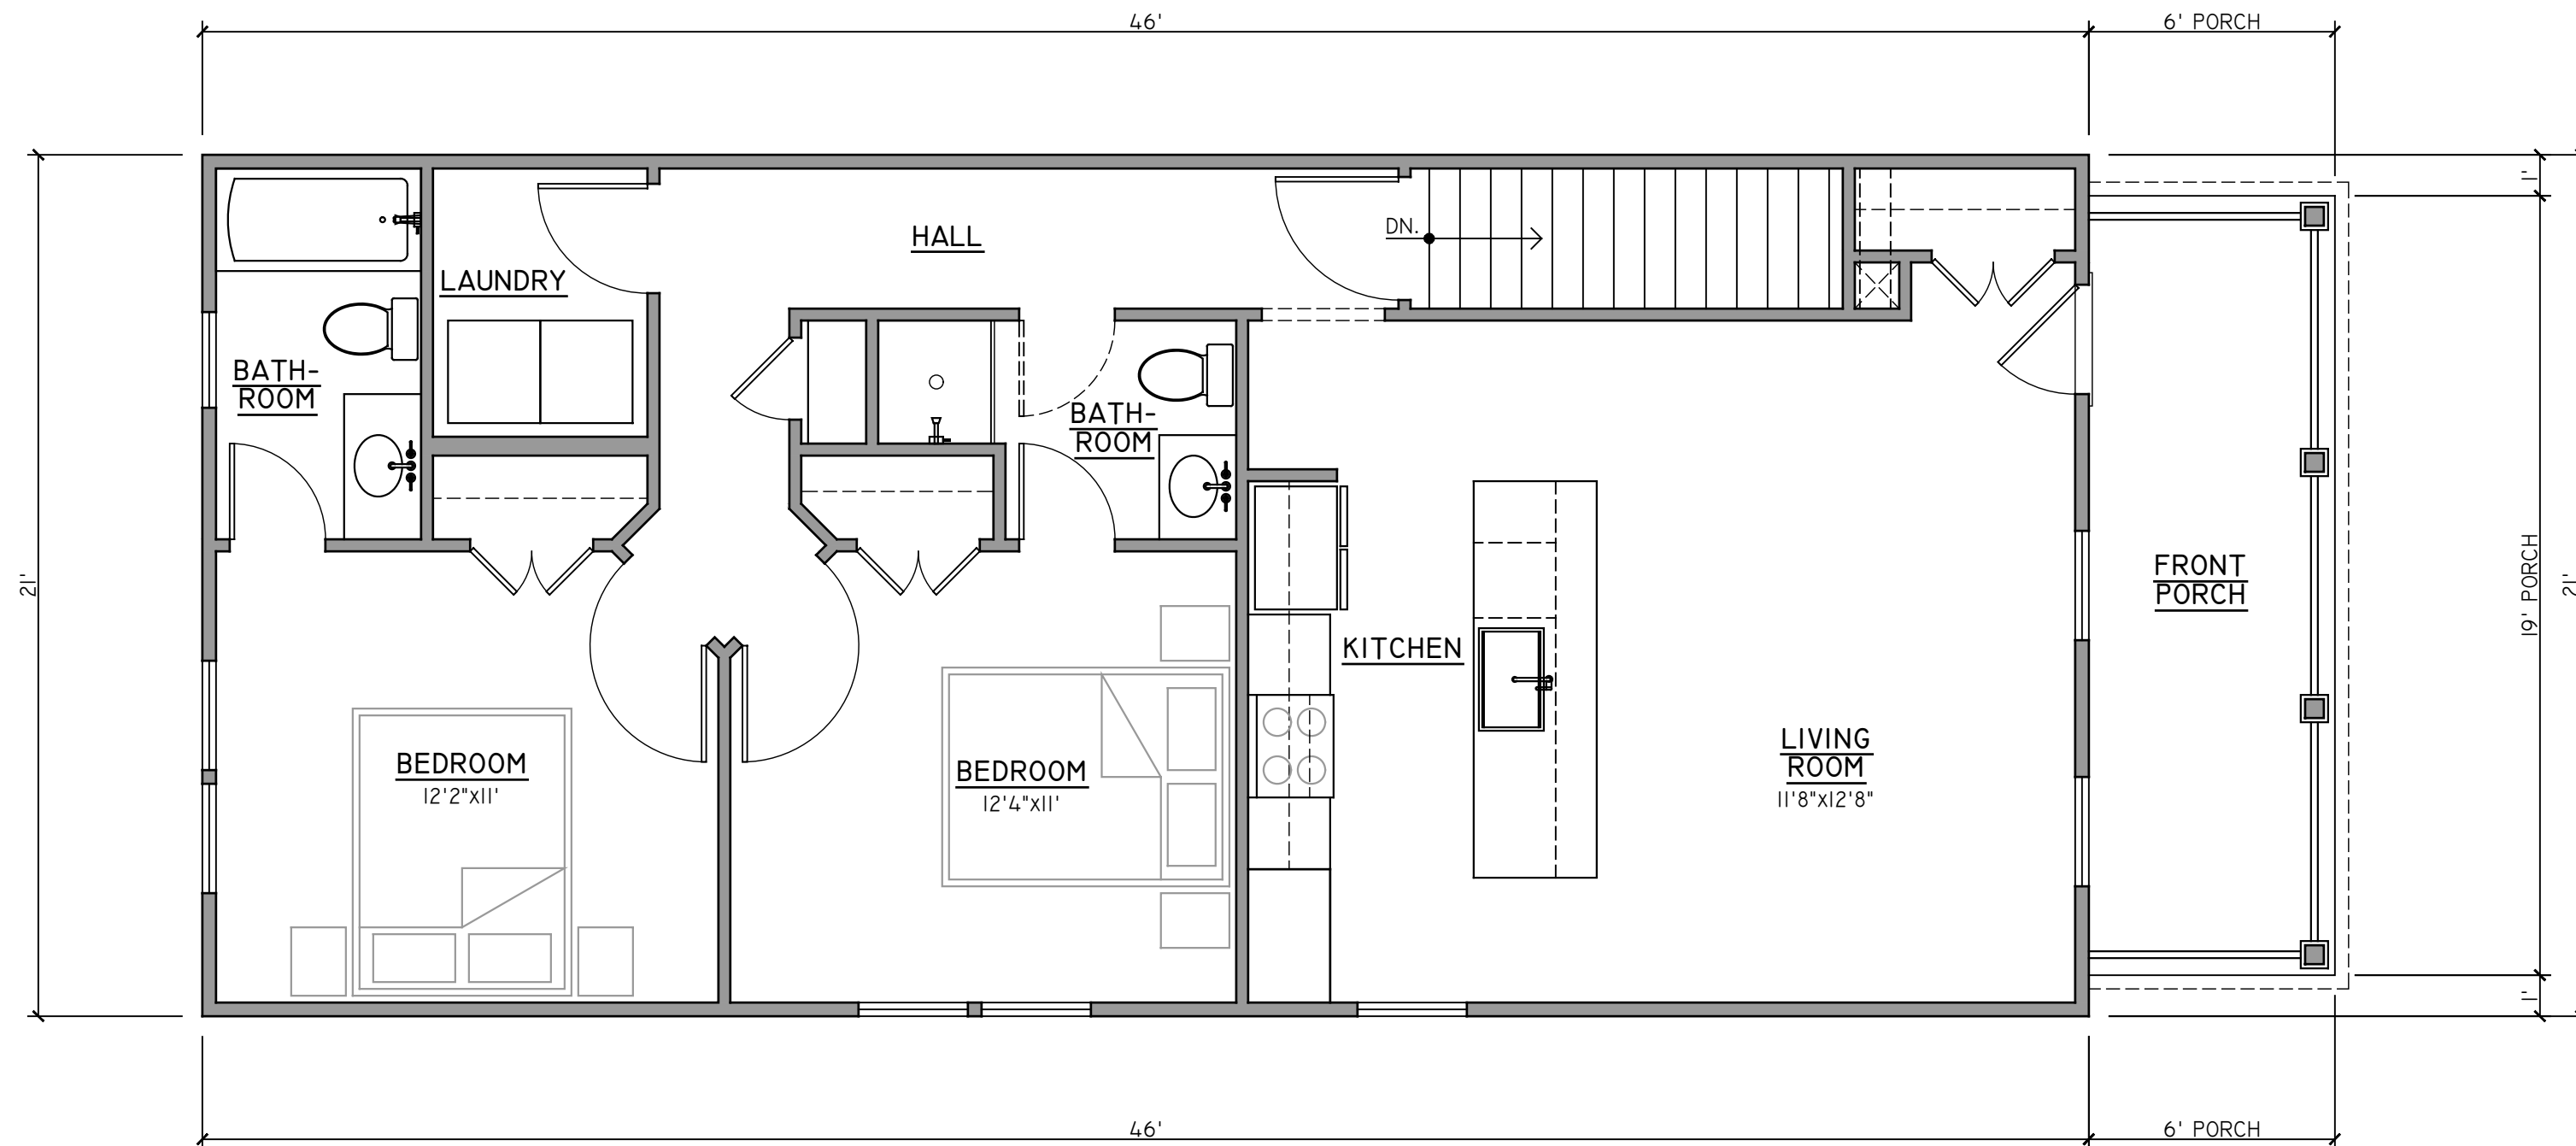 46'
6' PORCH
1'
DN.
HALL
LAUNDRY
BATH-
ROOM
BATH-
ROOM
21'
19' PORCH
21'
FRONT
PORCH
KITCHEN
LIVING
ROOM
11'8"x12'8"
BEDROOM
12'2"x11'
BEDROOM
12'4"x11'
1'
46'
6' PORCH